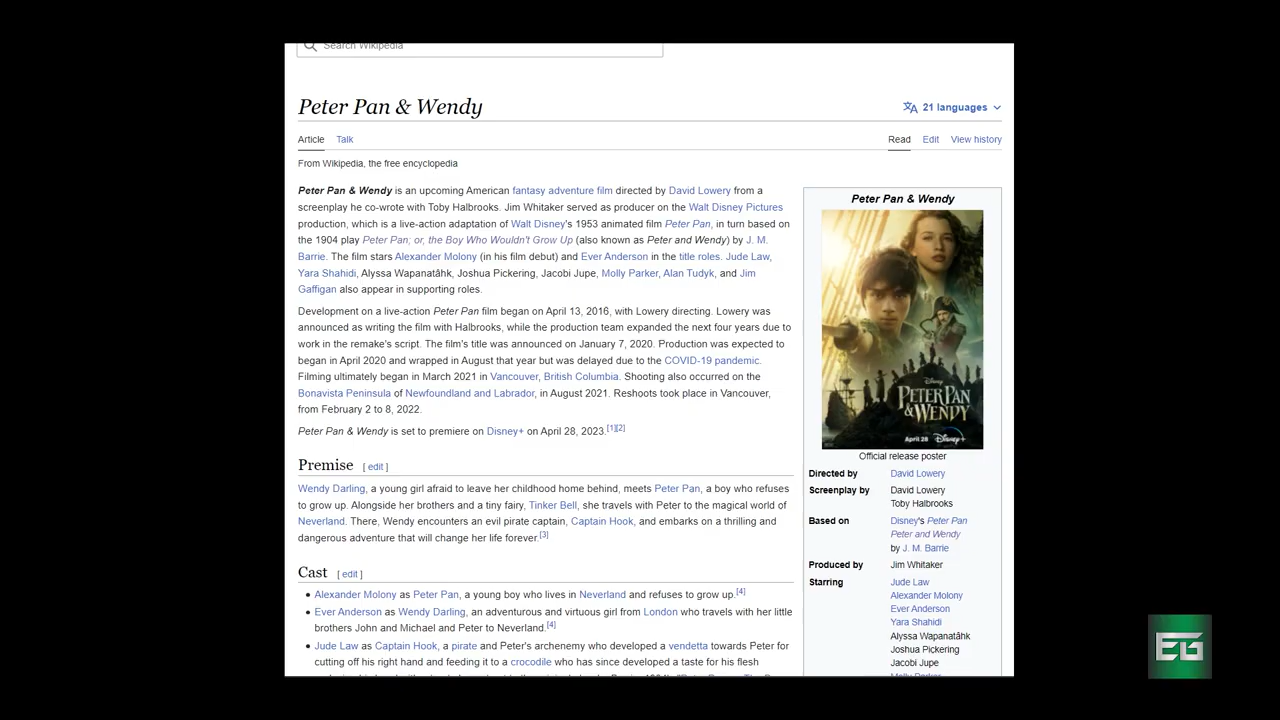 Search Wikipedia
Peter Pan & Wendy
21 languages
Article Talk
Read Edit View history
From Wikipedia, the free encyclopedia
Peter Pan & Wendy is an upcoming American fantasy adventure film directed by David Lowery from a
screenplay he co-wrote with Toby Halbrooks. Jim Whitaker served as producer on the Walt Disney Pictures
production, which is a live-action adaptation of Walt Disney's 1953 animated film Peter Pan, in turn based on
the 1904 play Peter Pan; or, the Boy Who Wouldn't Grow Up (also known as Peter and Wendy) by J. M.
Barrie. The film stars Alexander Molony (in his film debut) and Ever Anderson in the title roles. Jude Law,
Yara Shahidi, Alyssa Wapanatâhk, Joshua Pickering, Jacobi Jupe, Molly Parker, Alan Tudyk, and Jim
Gaffigan also appear in supporting roles.
Development on a live-action Peter Pan film began on April 13, 2016, with Lowery directing. Lowery was
announced as writing the film with Halbrooks, while the production team expanded the next four years due to
work in the remake's script. The film's title was announced on January 7, 2020. Production was expected to
began in April 2020 and wrapped in August that year but was delayed due to the COVID-19 pandemic.
Filming ultimately began in March 2021 in Vancouver, British Columbia. Shooting also occurred on the
Bonavista Peninsula of Newfoundland and Labrador, in August 2021. Reshoots took place in Vancouver,
from February 2 to 8, 2022.
Peter Pan & Wendy is set to premiere on Disney+ on April 28, 2023.[1][2]
Premise [ edit ]
Wendy Darling, a young girl afraid to leave her childhood home behind, meets Peter Pan, a boy who refuses
to grow up. Alongside her brothers and a tiny fairy, Tinker Bell, she travels with Peter to the magical world of
Neverland. There, Wendy encounters an evil pirate captain, Captain Hook, and embarks on a thrilling and
dangerous adventure that will change her life forever.[3]
Cast [ edit ]
• Alexander Molony as Peter Pan, a young boy who lives in Neverland and refuses to grow up.[4]
• Ever Anderson as Wendy Darling, an adventurous and virtuous girl from London who travels with her little
brothers John and Michael and Peter to Neverland.[4]
• Jude Law as Captain Hook, a pirate and Peter's archenemy who developed a vendetta towards Peter for
cutting off his right hand and feeding it to a crocodile who has since developed a taste for his flesh
Peter Pan & Wendy
Disney
PETER PAN
& WENDY
April 28 Disney+
Official release poster
Directed by David Lowery
Screenplay by David Lowery
Toby Halbrooks
Based on Disney's Peter Pan
Peter and Wendy
by J. M. Barrie
Produced by Jim Whitaker
Starring Jude Law
Alexander Molony
Ever Anderson
Yara Shahidi
Alyssa Wapanatâhk
Joshua Pickering
Jacobi Jupe
Molly Parker
EG